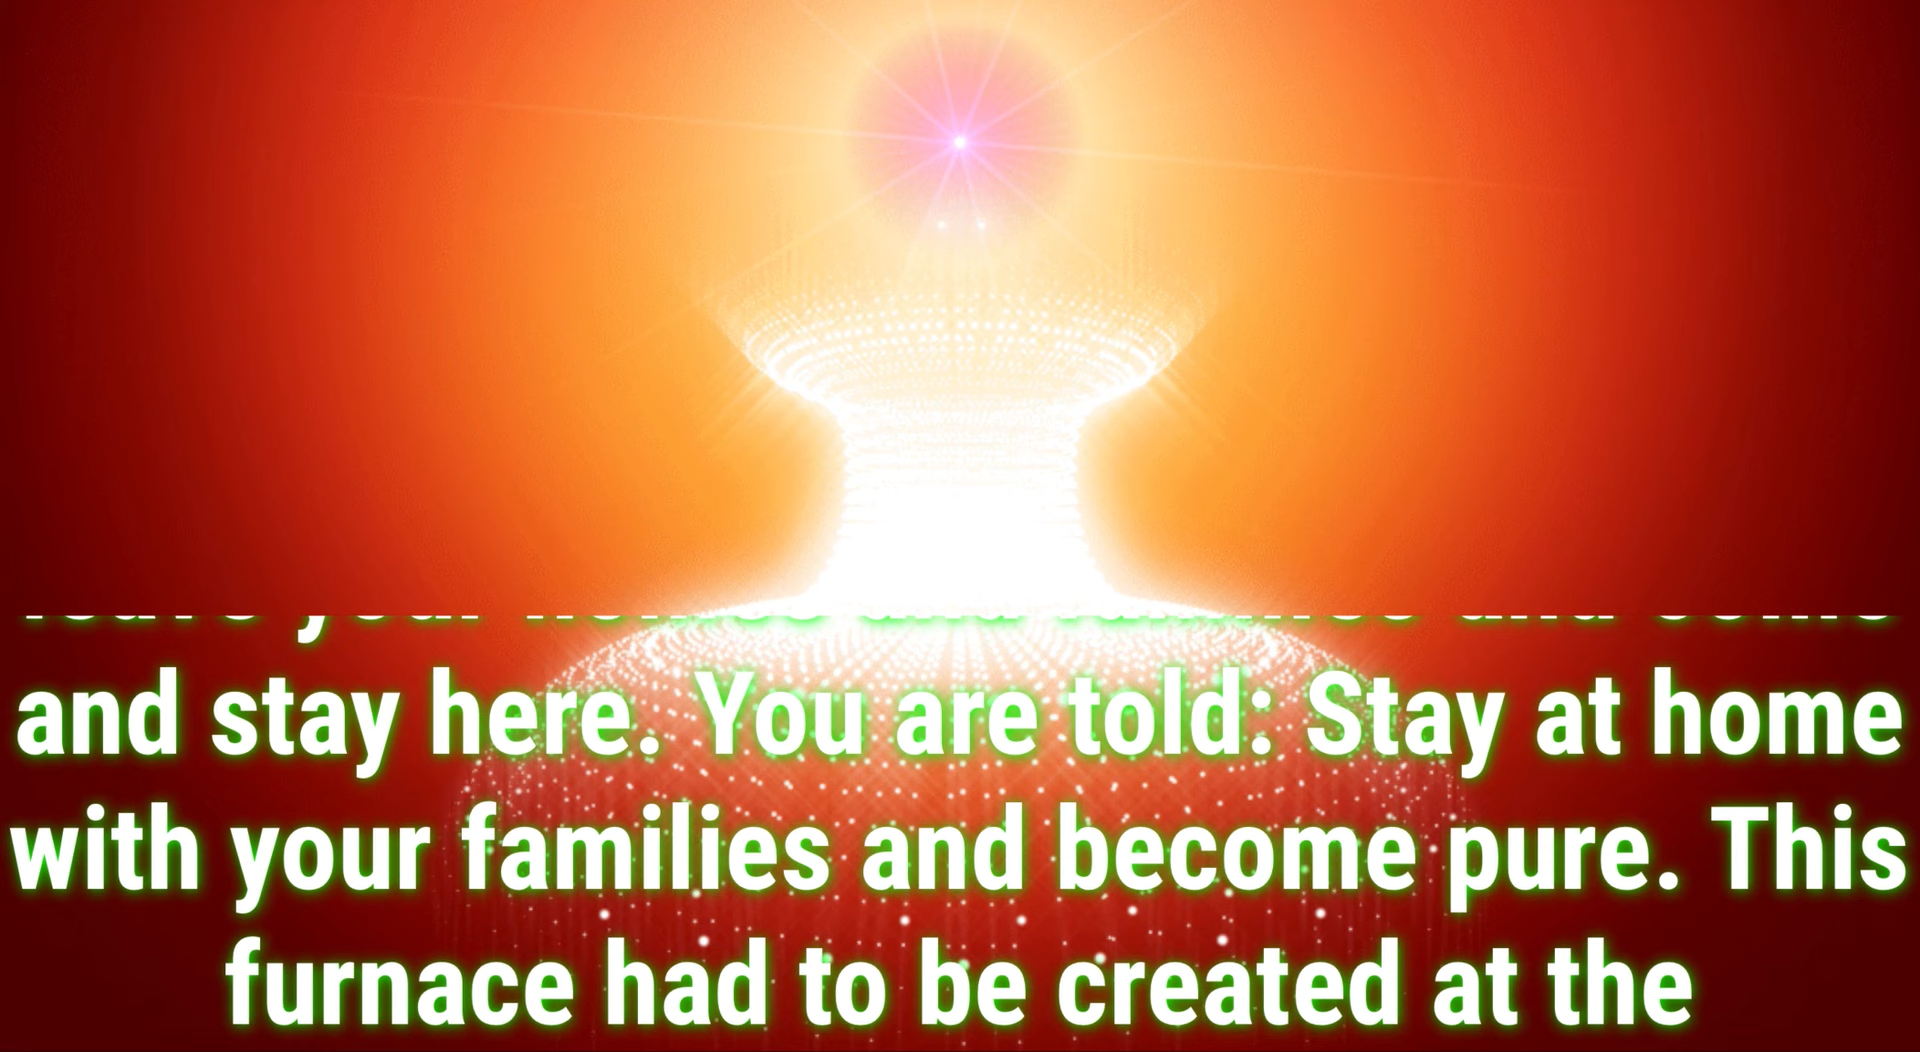 and stay here. You are told: Stay at home
with your families and become pure. This
furnace had to be created at the